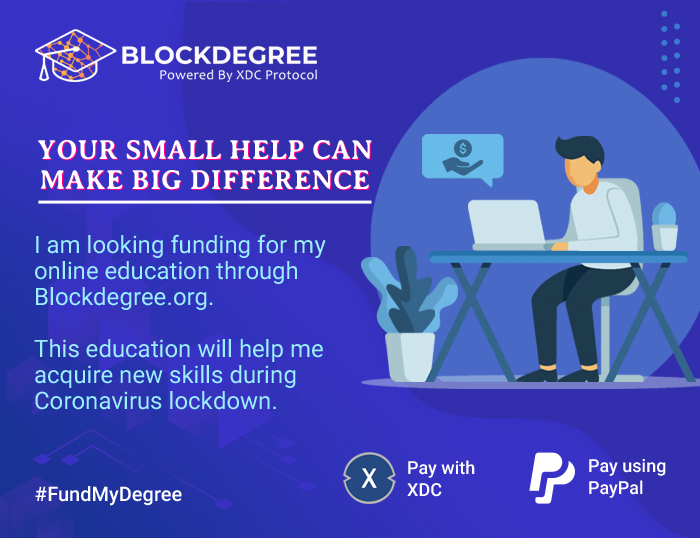 BLOCKDEGREE
Powered By XDC Protocol
YOUR SMALL HELP CAN
MAKE BIG DIFFERENCE
$
I am looking funding for my
online education through
Blockdegree.org.
This education will help me
acquire new skills during
Coronavirus lockdown.
#FundMyDegree
X
Pay with
XDC
Pay using
PayPal